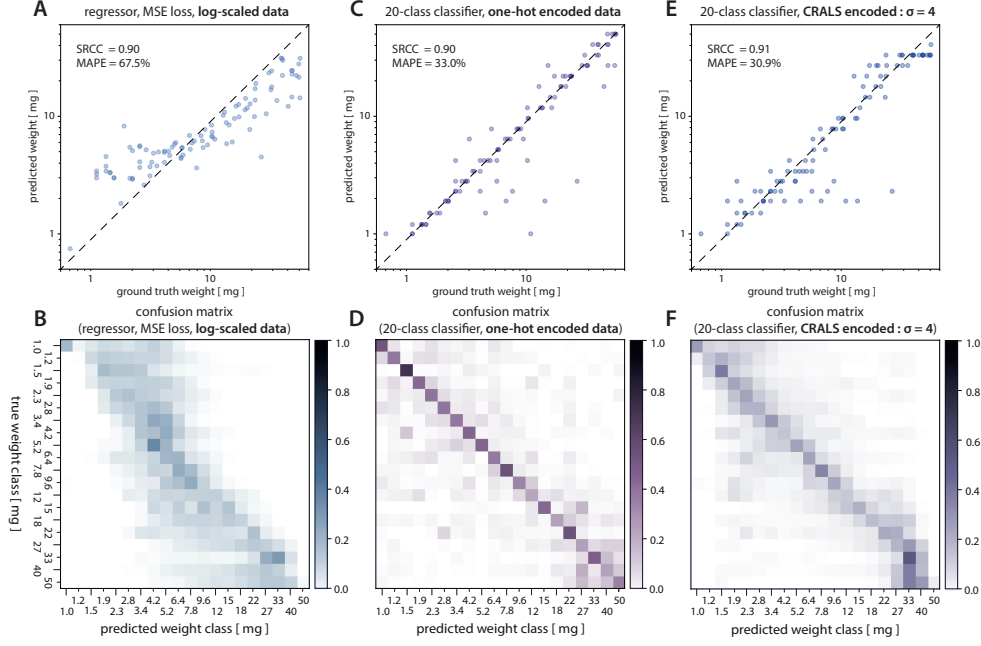 A
regressor, MSE loss, log-scaled data
SRCC = 0.90
MAPE = 67.5%
10
1
predicted weight [ mg ]
1
10
ground truth weight [ mg ]
C
20-class classifier, one-hot encoded data
SRCC = 0.90
MAPE = 33.0%
10
1
predicted weight [ mg ]
1
10
ground truth weight [ mg ]
E
20-class classifier, CRALS encoded : σ = 4
SRCC = 0.91
MAPE = 30.9%
10
1
predicted weight [ mg ]
1
10
ground truth weight [ mg ]
B
confusion matrix
(regressor, MSE loss, log-scaled data)
true weight class [ mg ]
1.0
1.2
1.5
1.9
2.3
2.8
3.4
4.2
5.2
6.4
7.8
9.6
12
15
18
22
27
33
40
50
1.2 1.9 2.8 4.2 6.4 9.6 15 22 33 50
1.0 1.5 2.3 3.4 5.2 7.8 12 18 27 40
predicted weight class [ mg ]
1.0
0.8
0.6
0.4
0.2
0.0
D
confusion matrix
(20-class classifier, one-hot encoded data)
1.2 1.9 2.8 4.2 6.4 9.6 15 22 33 50
1.0 1.5 2.3 3.4 5.2 7.8 12 18 27 40
predicted weight class [ mg ]
1.0
0.8
0.6
0.4
0.2
0.0
F
confusion matrix
(20-class classifier, CRALS encoded : σ = 4)
1.2 1.9 2.8 4.2 6.4 9.6 15 22 33 50
1.0 1.5 2.3 3.4 5.2 7.8 12 18 27 40
predicted weight class [ mg ]
1.0
0.8
0.6
0.4
0.2
0.0